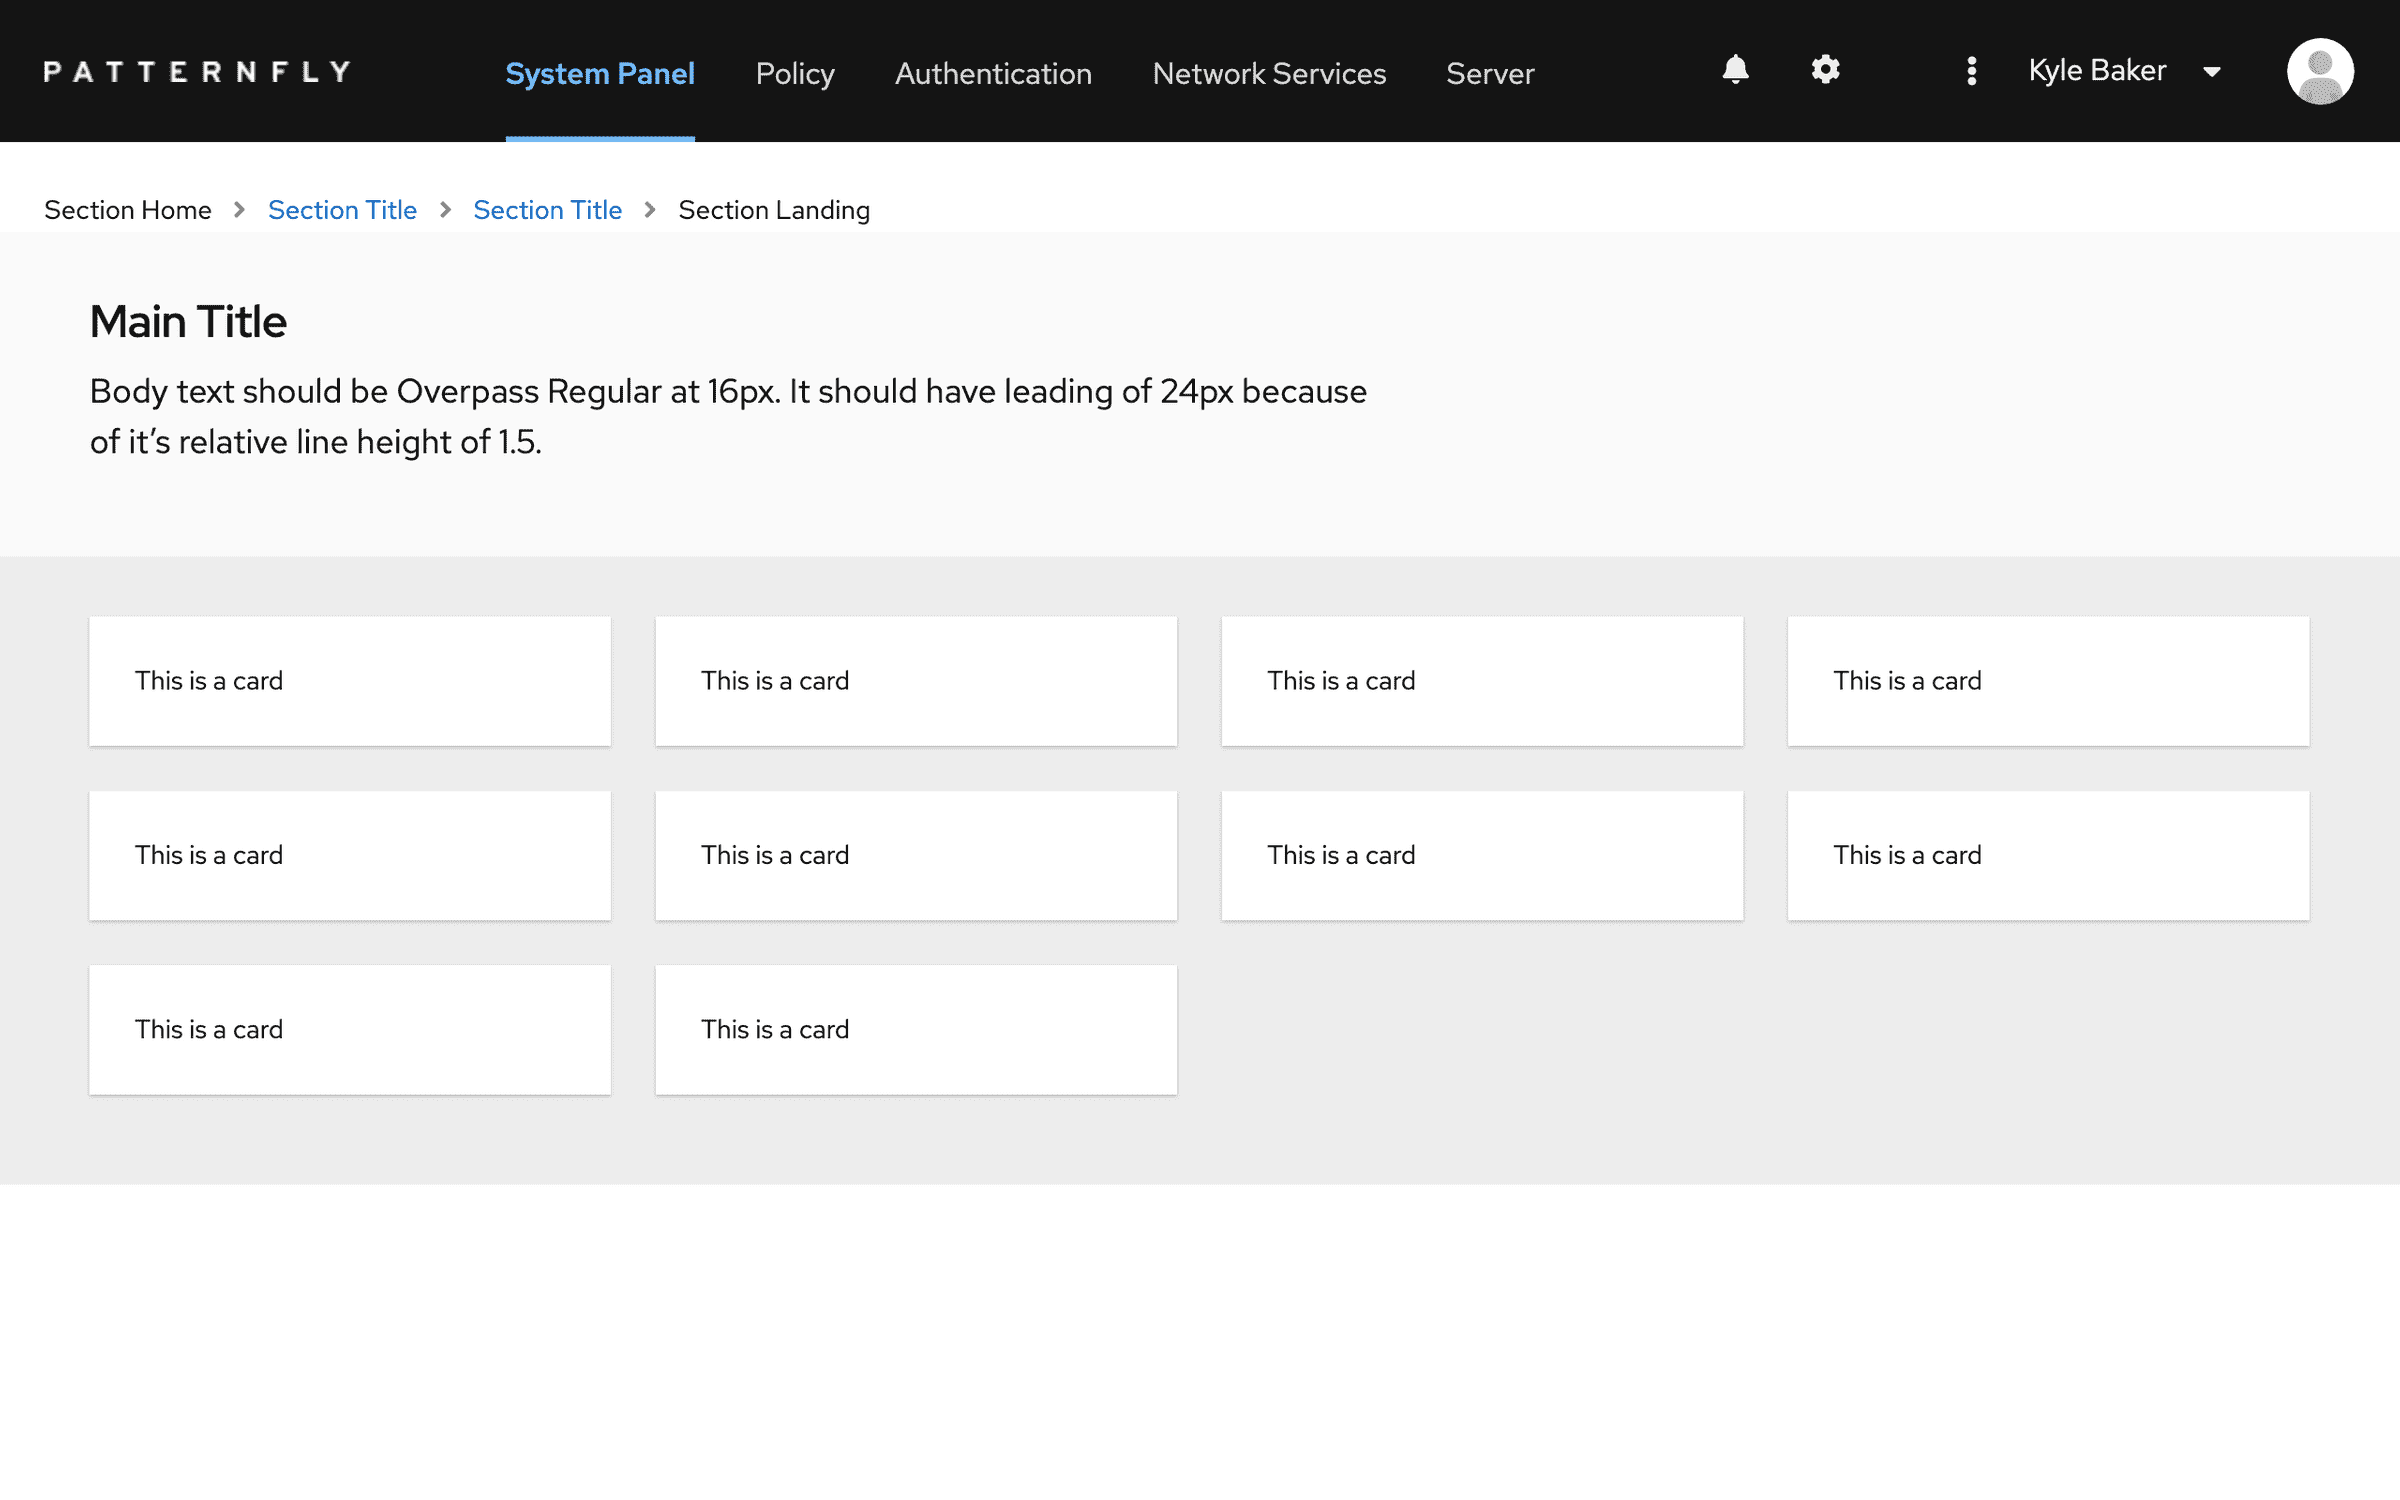 PATTERNFLY System Panel Policy Authentication Network Services Server Kyle Baker
Section Home Section Title Section Title Section Landing
Main Title
Body text should be Overpass Regular at 16px. It should have leading of 24px because
of it’s relative line height of 1.5.
This is a card This is a card This is a card This is a card
This is a card This is a card This is a card This is a card
This is a card This is a card